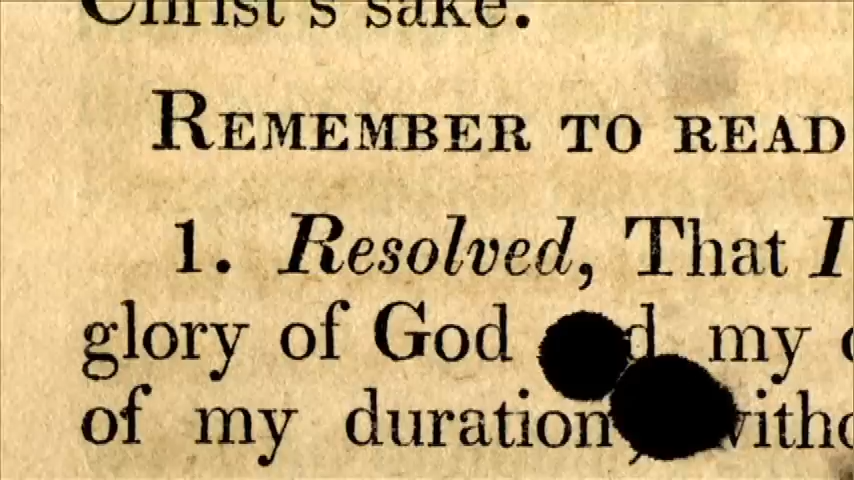 Christ's sake.
REMEMBER TO READ
1. Resolved, That I
glory of God my
of my duration